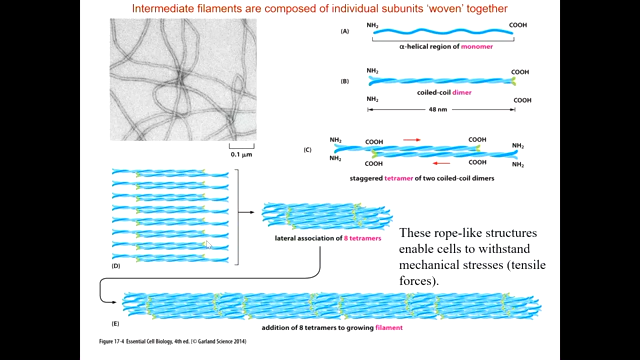 Intermediate filaments are composed of individual subunits 'woven' together
NH2 COOH
(A)
α-helical region of monomer
NH2 COOH
(B)
coiled-coil dimer
NH2 COOH
48 nm
0.1 µm
NH2 COOH COOH NH2
(C)
NH2 COOH COOH NH2
staggered tetramer of two coiled-coil dimers
lateral association of 8 tetramers
(D)
These rope-like structures
enable cells to withstand
mechanical stresses (tensile
forces).
(E)
addition of 8 tetramers to growing filament
Figure 17-4 Essential Cell Biology, 4th ed. (© Garland Science 2014)